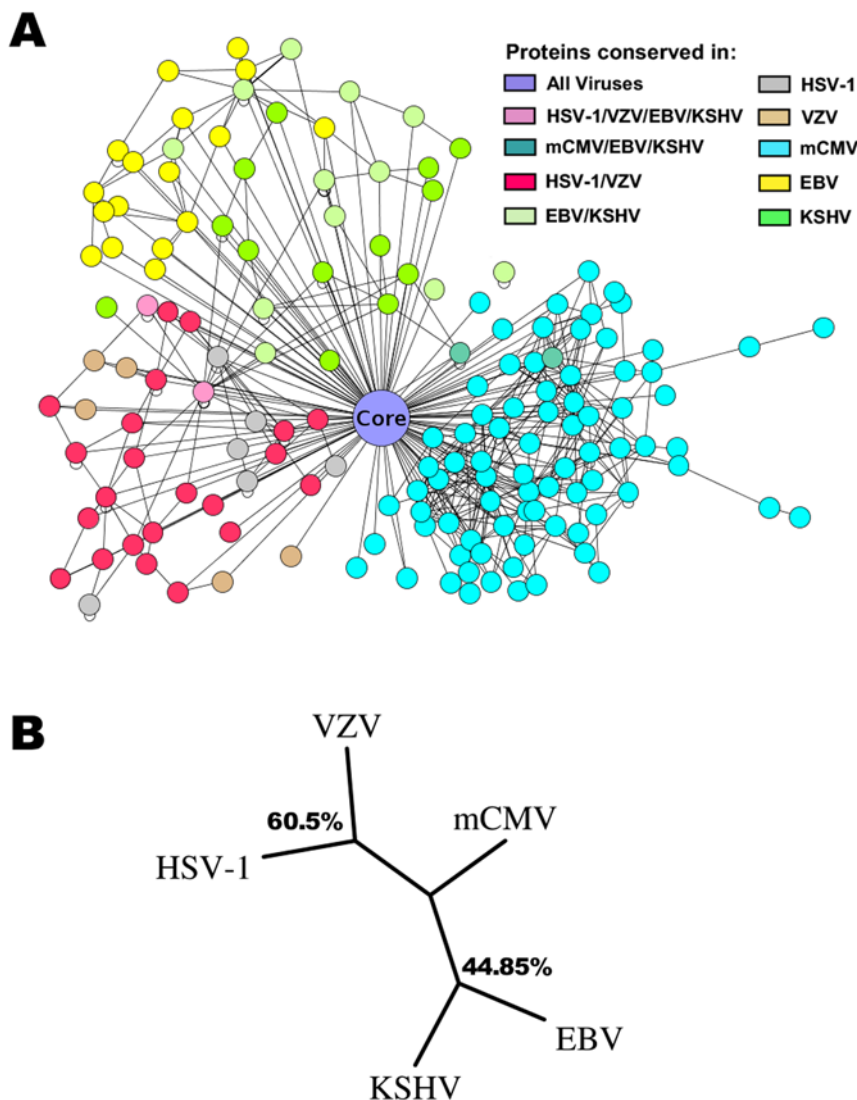 A
Proteins conserved in:
All Viruses
HSV-1/VZV/EBV/KSHV
mCMV/EBV/KSHV
HSV-1/VZV
EBV/KSHV
HSV-1
VZV
mCMV
EBV
KSHV
Core
B
VZV
60.5%
mCMV
HSV-1
44.85%
EBV
KSHV